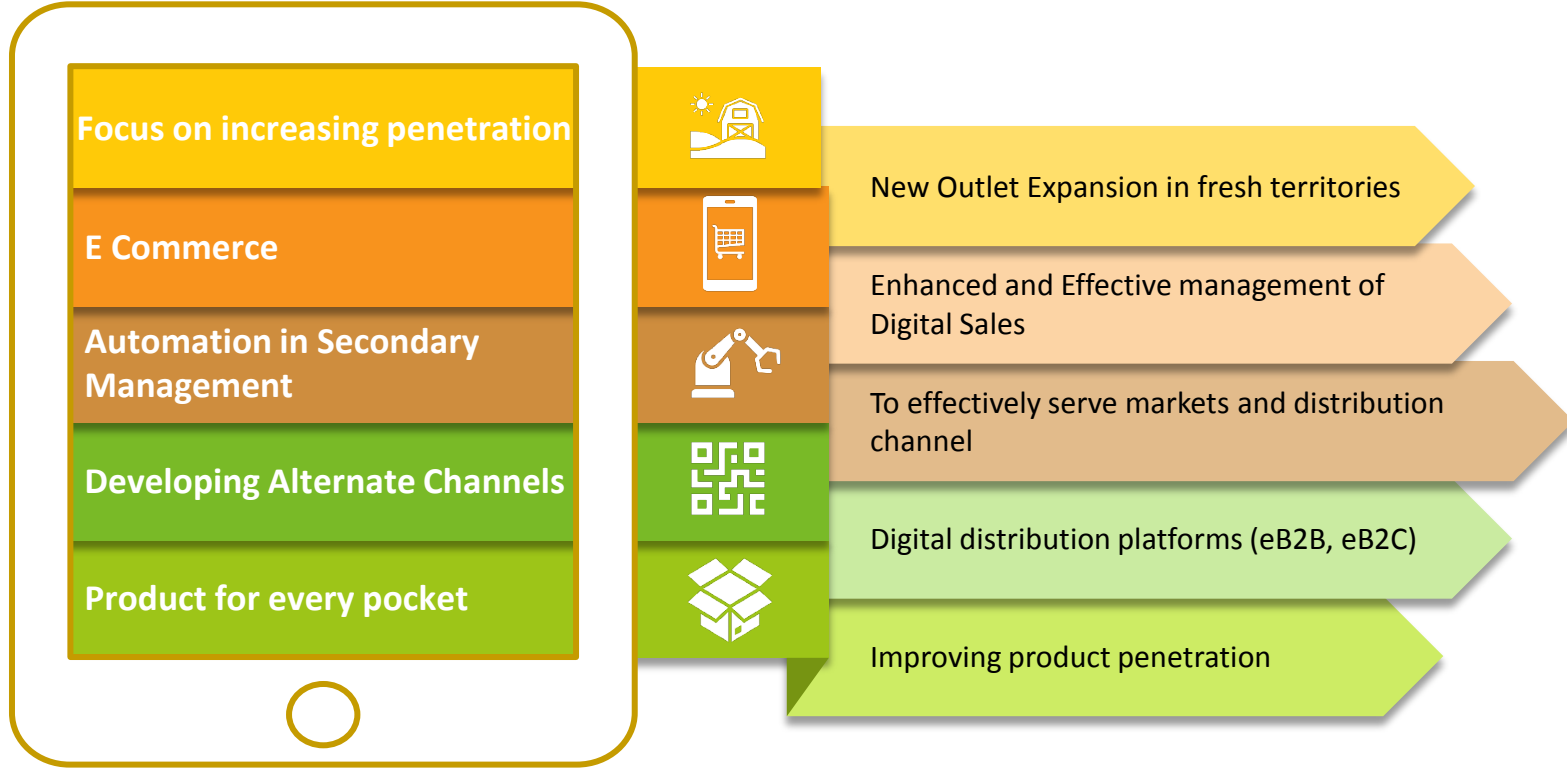 Focus on increasing penetration
New Outlet Expansion in fresh territories
E Commerce
Enhanced and Effective management of
Digital Sales
Automation in Secondary
Management
To effectively serve markets and distribution
channel
Developing Alternate Channels
Digital distribution platforms (eB2B, eB2C)
Product for every pocket
Improving product penetration